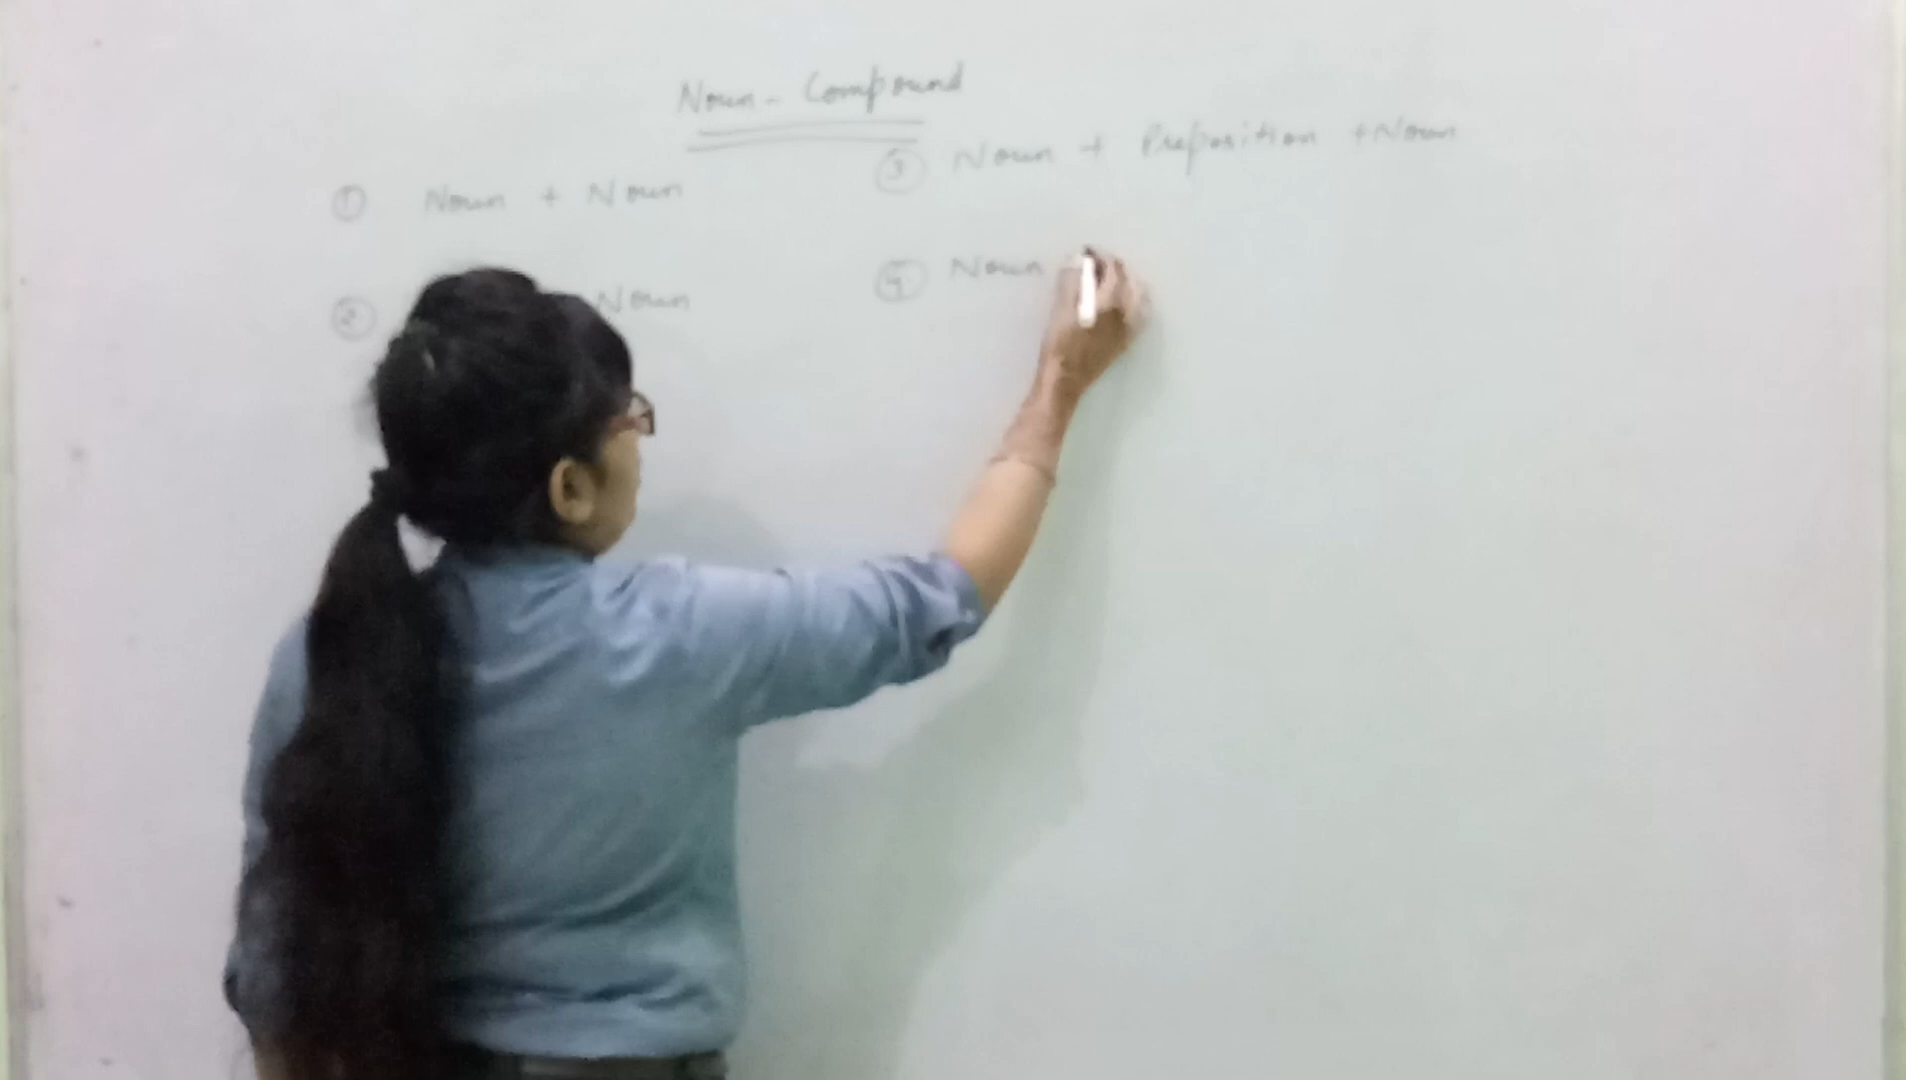 Noun - Compound
① Noun + Noun
② Noun
③ Noun + Preposition + Noun
④ Noun